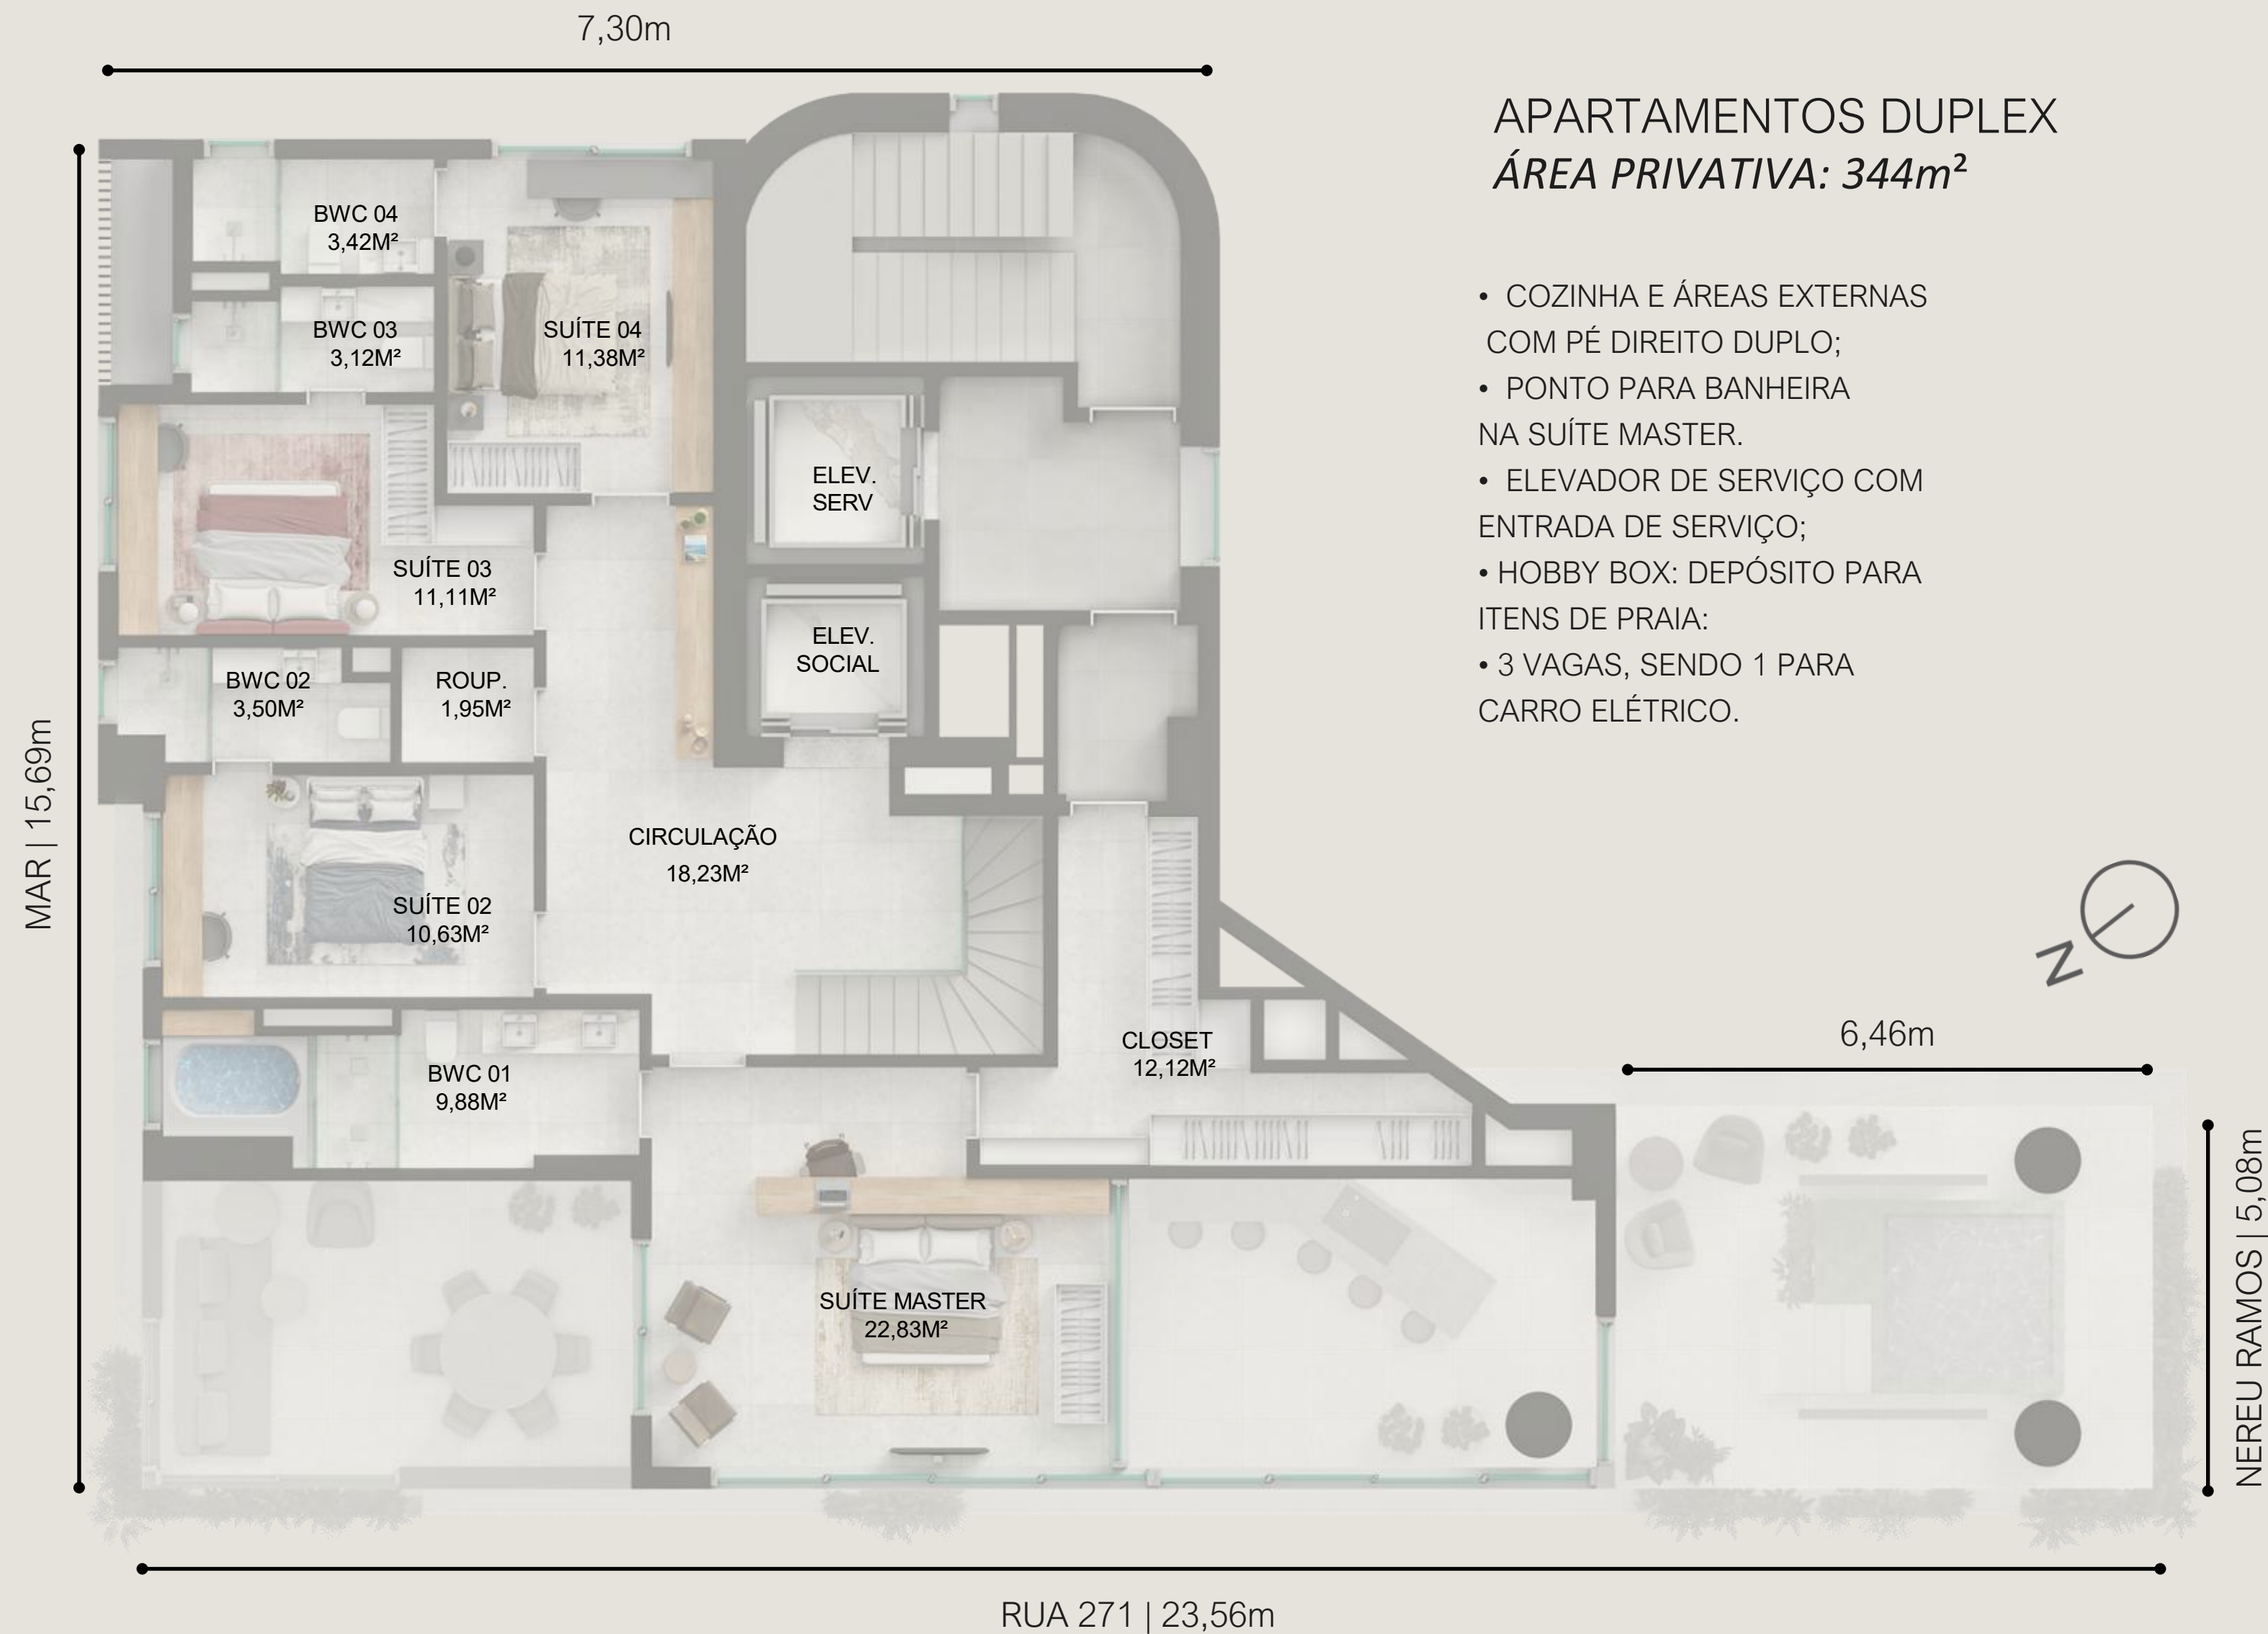 7,30m
APARTAMENTOS DUPLEX
ÁREA PRIVATIVA: 344m²
• COZINHA E ÁREAS EXTERNAS
COM PÉ DIREITO DUPLO;
• PONTO PARA BANHEIRA
NA SUÍTE MASTER.
• ELEVADOR DE SERVIÇO COM
ENTRADA DE SERVIÇO;
• HOBBY BOX: DEPÓSITO PARA
ITENS DE PRAIA:
• 3 VAGAS, SENDO 1 PARA
CARRO ELÉTRICO.
BWC 04
3,42M²
BWC 03
3,12M²
SUÍTE 04
11,38M²
ELEV.
SERV
SUÍTE 03
11,11M²
ELEV.
SOCIAL
BWC 02
3,50M²
ROUP.
1,95M²
MAR | 15,69m
CIRCULAÇÃO
18,23M²
SUÍTE 02
10,63M²
N
CLOSET
12,12M²
6,46m
BWC 01
9,88M²
SUÍTE MASTER
22,83M²
NEREU RAMOS | 5,08m
RUA 271 | 23,56m